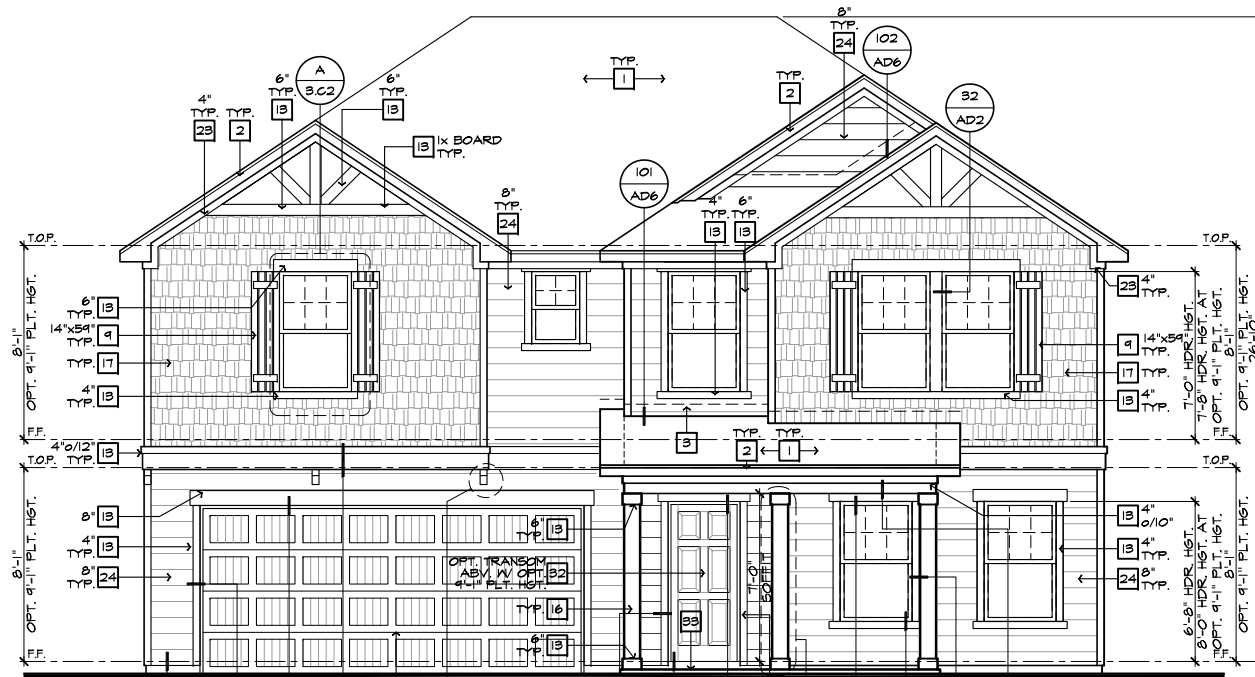 8"
TYP.
24
102
AD6
TYP.
1
A
3.C2
6"
TYP.
13
6"
TYP.
13
4"
TYP.
23
TYP.
2
TYP.
2
32
AD2
13 1x BOARD
TYP.
101
AD6
8"
TYP.
24
4"
TYP.
13
6"
TYP.
13
T.O.P.
T.O.P.
8'-1"
OPT. 9'-1" PLT. HGT.
6"
TYP. 13
14"x59"
TYP. 9
TYP. 17
4"
TYP. 13
23 4"
TYP.
9 14"x59"
TYP.
17 TYP.
13 4"
TYP.
7'-0" HDR. HGT.
7'-8" HDR. HGT. AT
OPT. 9'-1" PLT. HGT.
8'-1"
OPT. 9'-1" PLT. HGT.
26'-10"
F.F.
F.F.
3
4" o/12" 13
TYP.
2
TYP.
1
T.O.P.
T.O.P.
8'-1"
OPT. 9'-1" PLT. HGT.
8" 13
4"
TYP. 13
8"
TYP. 24
6"
TYP. 13
OPT. TRANSOM
ABV. W/ OPT. 32
9'-1" PLT. HGT.
TYP. 16
6"
TYP. 13
33
7'-0"
SOFFIT
13 4"
o/10"
13 4"
TYP.
24 8"
TYP.
6'-8" HDR. HGT.
8'-0" HDR. HGT. AT
OPT. 9'-1" PLT. HGT.
8'-1"
OPT. 9'-1" PLT. HGT.
F.F.
F.F.